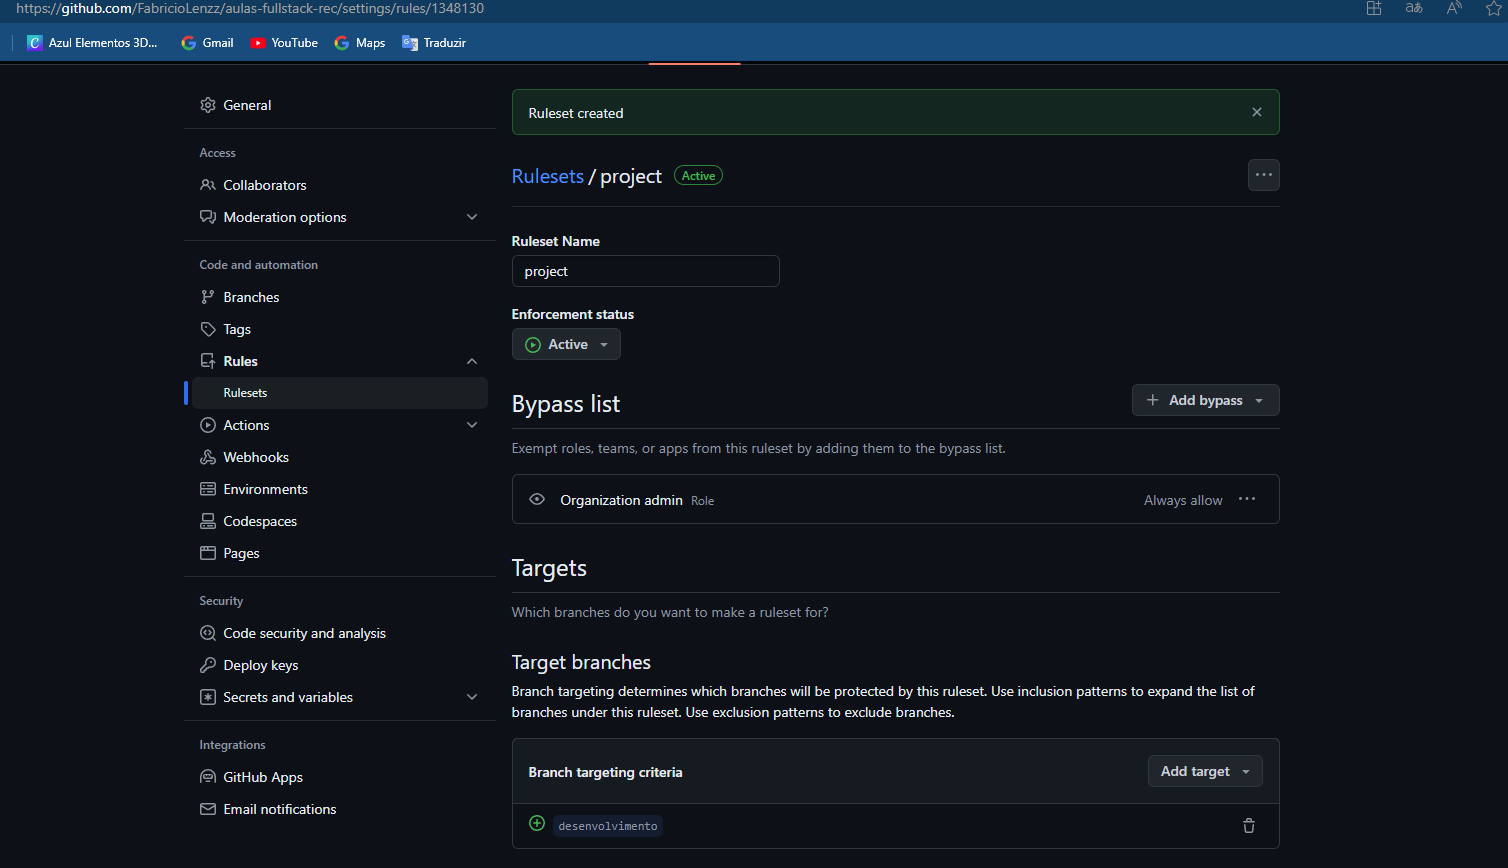 https://github.com/FabricioLenzz/aulas-fullstack-rec/settings/rules/1348130
Azul Elementos 3D... Gmail YouTube Maps Traduzir
General
Access
Collaborators
Moderation options
Code and automation
Branches
Tags
Rules
Rulesets
Actions
Webhooks
Environments
Codespaces
Pages
Security
Code security and analysis
Deploy keys
Secrets and variables
Integrations
GitHub Apps
Email notifications
Ruleset created
Rulesets / project Active
Ruleset Name
project
Enforcement status
Active
Bypass list
Add bypass
Exempt roles, teams, or apps from this ruleset by adding them to the bypass list.
Organization admin Role Always allow
Targets
Which branches do you want to make a ruleset for?
Target branches
Branch targeting determines which branches will be protected by this ruleset. Use inclusion patterns to expand the list of
branches under this ruleset. Use exclusion patterns to exclude branches.
Branch targeting criteria
Add target
desenvolvimento